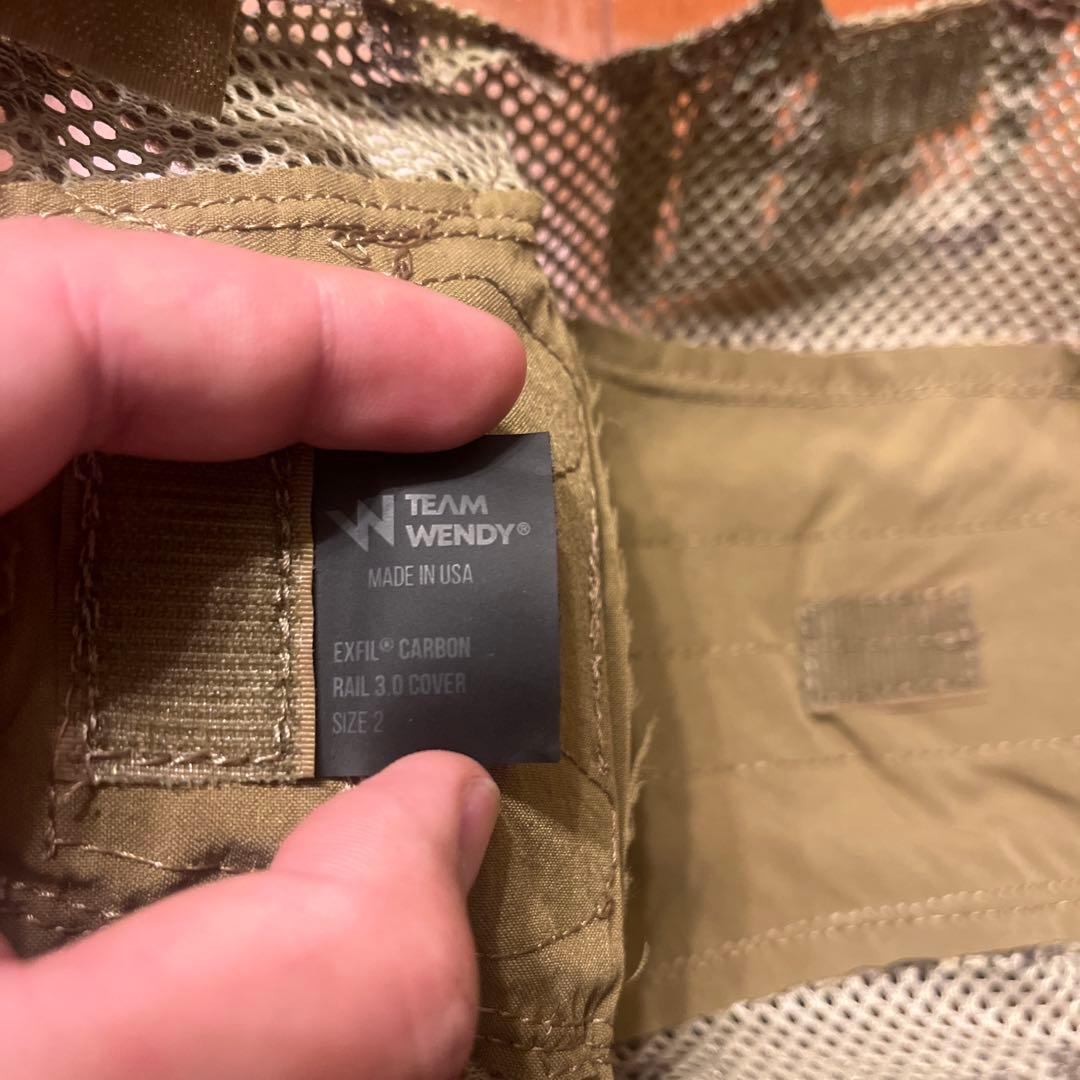 TEAM
WENDY®
MADE IN USA
EXFIL® CARBON
RAIL 3.0 COVER
SIZE 2